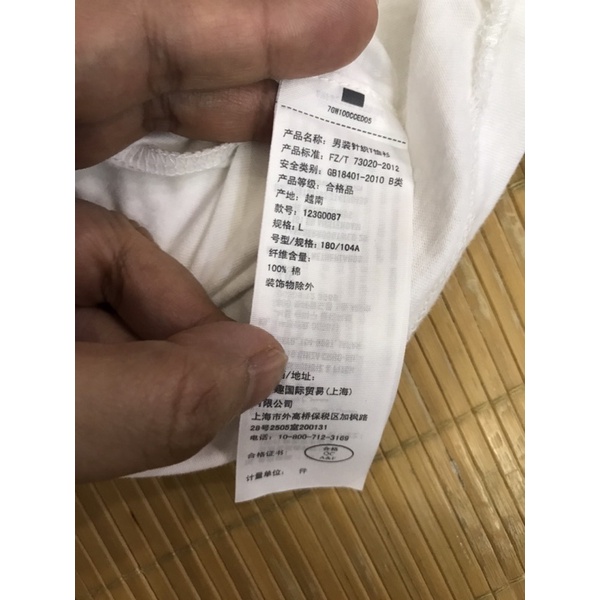 产品名称: 男装针织T恤衫
产品标准: FZ/T 73020-2012
安全类别: GB18401-2010 B类
产品等级: 合格品
产地: 越南
款号: 123G0087
规格: L
号型/规格: 180/104A
纤维含量:
100% 棉
装饰物除外
/地址:
国际贸易(上海)
有限公司
上海市外高桥保税区加枫路
28号2505室200131
电话: 10-800-712-3169
合格证书 合格
计量单位: 件